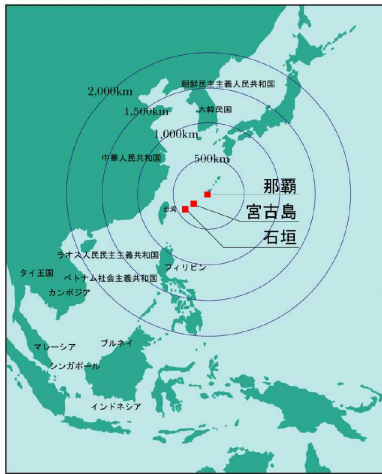 朝鮮民主主義人民共和国
2,000km
1,500km
大韓民国
1,000km
中華人民共和国
500km
那覇
宮古島
台湾
石垣
ラオス人民民主主義共和国
フィリピン
タイ王国
ベトナム社会主義共和国
カンボジア
マレーシア
ブルネイ
シンガポール
インドネシア